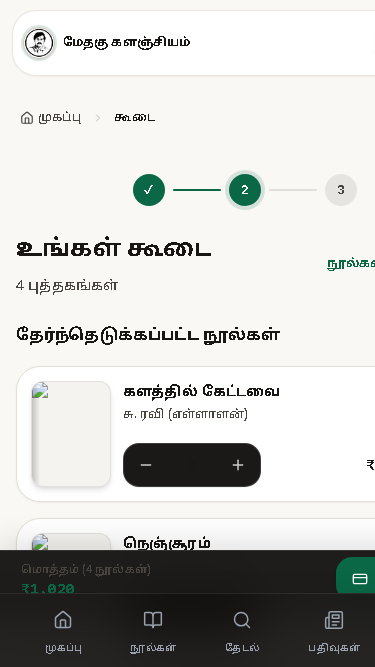 மேதகு களஞ்சியம்
முகப்பு
கூடை
✓
2
3
உங்கள் கூடை
4 புத்தகங்கள்
தேர்ந்தெடுக்கப்பட்ட நூல்கள்
களத்தில் கேட்டவை
சு. ரவி (எள்ளாளன்)
− +
₹
நெஞ்சூரம்
மொத்தம் (4 நூல்கள்)
₹1,020
முகப்பு
நூல்கள்
தேடல்
பதிவுகள்